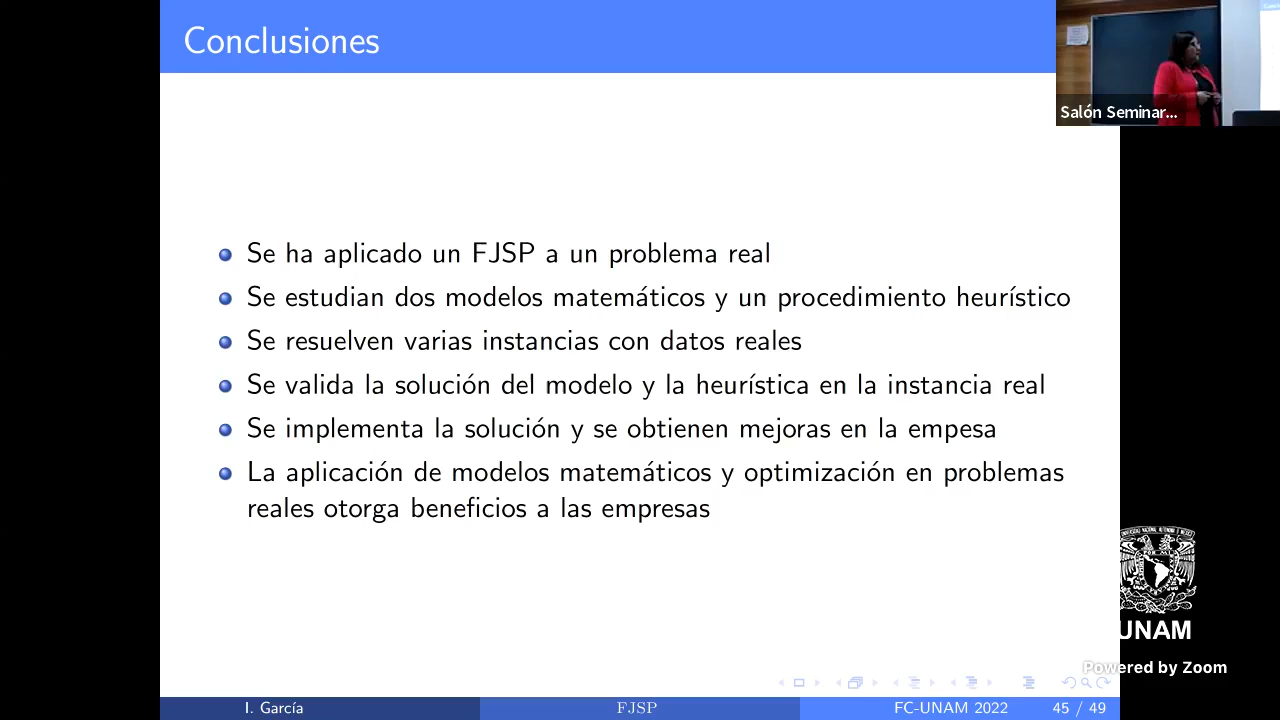 Conclusiones
Salón Seminar...
Se ha aplicado un FJSP a un problema real
Se estudian dos modelos matemáticos y un procedimiento heurístico
Se resuelven varias instancias con datos reales
Se valida la solución del modelo y la heurística en la instancia real
Se implementa la solución y se obtienen mejoras en la empesa
La aplicación de modelos matemáticos y optimización en problemas
reales otorga beneficios a las empresas
UNAM
Powered by Zoom
I. García
FJSP
FC-UNAM 2022
45 / 49